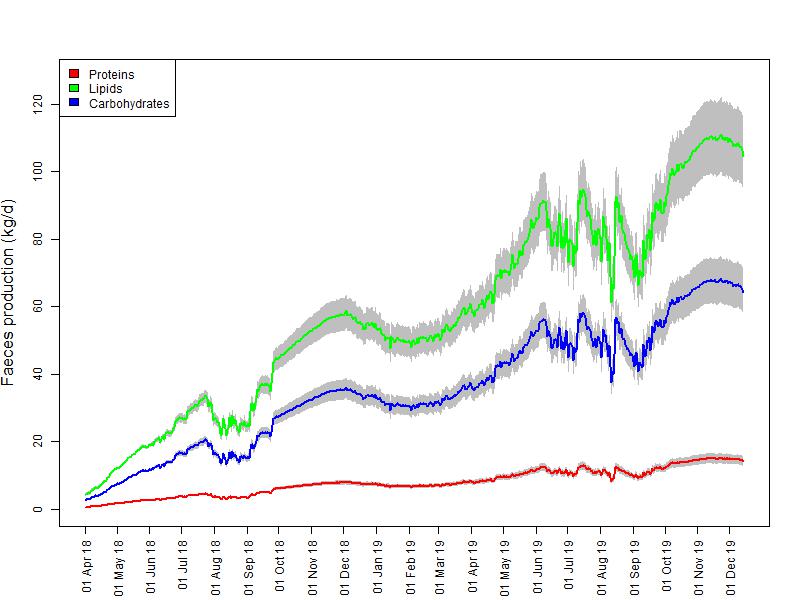 Proteins
Lipids
Carbohydrates
Faeces production (kg/d)
120
100
80
60
40
20
0
01 Apr 18
01 May 18
01 Jun 18
01 Jul 18
01 Aug 18
01 Sep 18
01 Oct 18
01 Nov 18
01 Dec 18
01 Jan 19
01 Feb 19
01 Mar 19
01 Apr 19
01 May 19
01 Jun 19
01 Jul 19
01 Aug 19
01 Sep 19
01 Oct 19
01 Nov 19
01 Dec 19